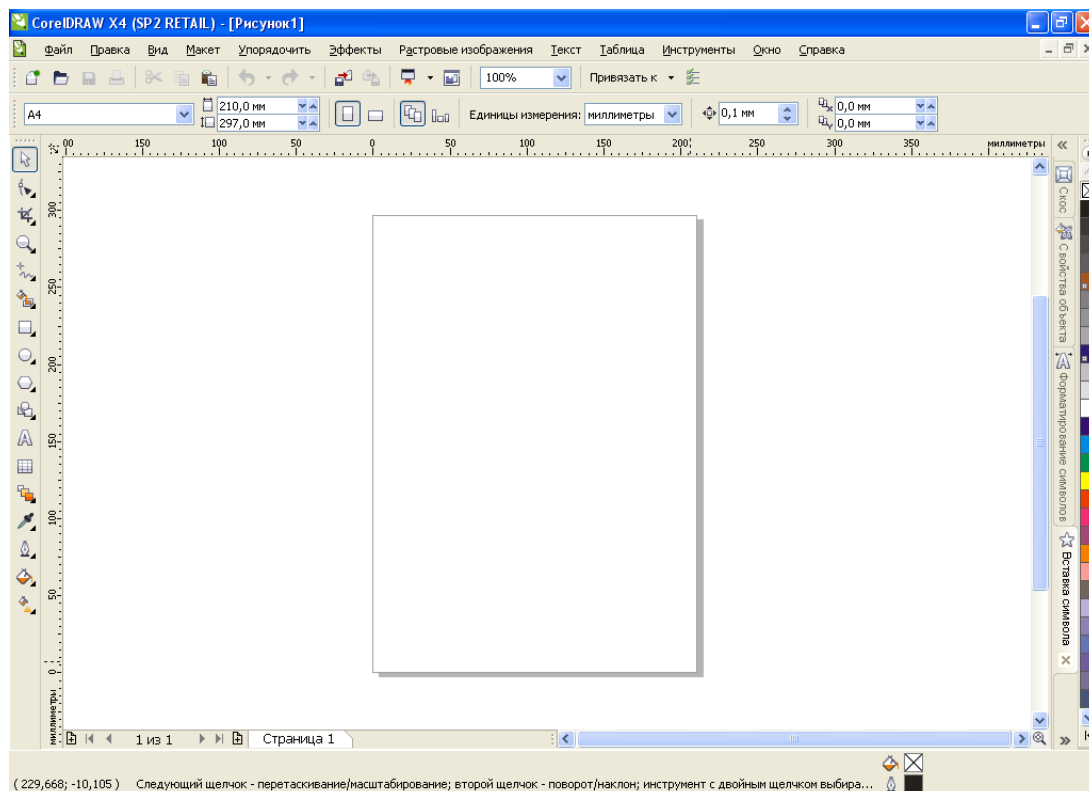 CorelDRAW X4 (SP2 RETAIL) - [Рисунок1]
Файл Правка Вид Макет Упорядочить Эффекты Растровые изображения Текст Таблица Инструменты Окно Справка
100% Привязать к
A4 210,0 мм 297,0 мм Единицы измерения: миллиметры 0,1 мм 0,0 мм 0,0 мм
00 150 100 50 0 50 100 150 200 250 300 350 миллиметры
300
250
200
150
100
50
0
миллиметры
Скос
Свойства объекта
Форматирование символов
Вставка символа
1 из 1 Страница 1
( 229,668; -10,105 ) Следующий щелчок - перетаскивание/масштабирование; второй щелчок - поворот/наклон; инструмент с двойным щелчком выбира...